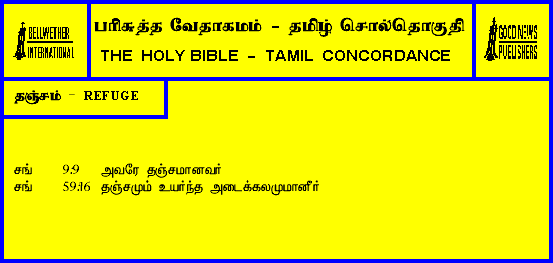 BELLWETHER
INTERNATIONAL
பரிசுத்த வேதாகமம் - தமிழ் சொல்தொகுதி
THE HOLY BIBLE - TAMIL CONCORDANCE
GOOD NEWS
PUBLISHERS
தஞ்சம் - REFUGE
சங் 9:9 அவரே தஞ்சமானவர்
சங் 59:16 தஞ்சமும் உயர்ந்த அடைக்கலமுமானீர்